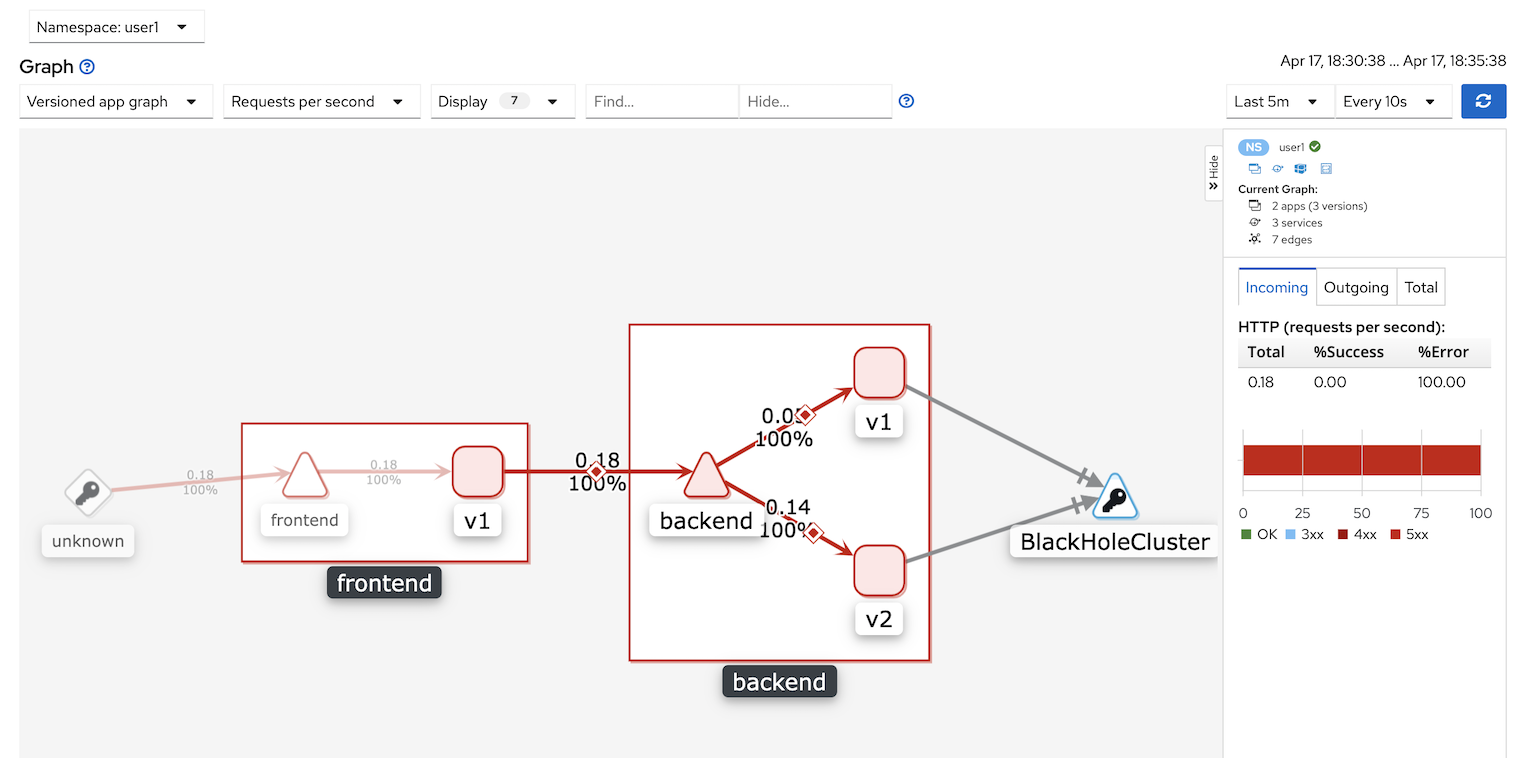 Namespace: user1
Graph
Apr 17, 18:30:38 ... Apr 17, 18:35:38
Versioned app graph
Requests per second
Display 7
Find...
Hide...
Last 5m
Every 10s
Hide
NS user1
Current Graph:
2 apps (3 versions)
3 services
7 edges
Incoming Outgoing Total
HTTP (requests per second):
Total %Success %Error
0.18 0.00 100.00
0 25 50 75 100
OK 3xx 4xx 5xx
unknown
0.18
100%
frontend
0.18
100%
v1
frontend
0.18
100%
backend
100%
v1
0.14
100%
v2
backend
BlackHoleCluster